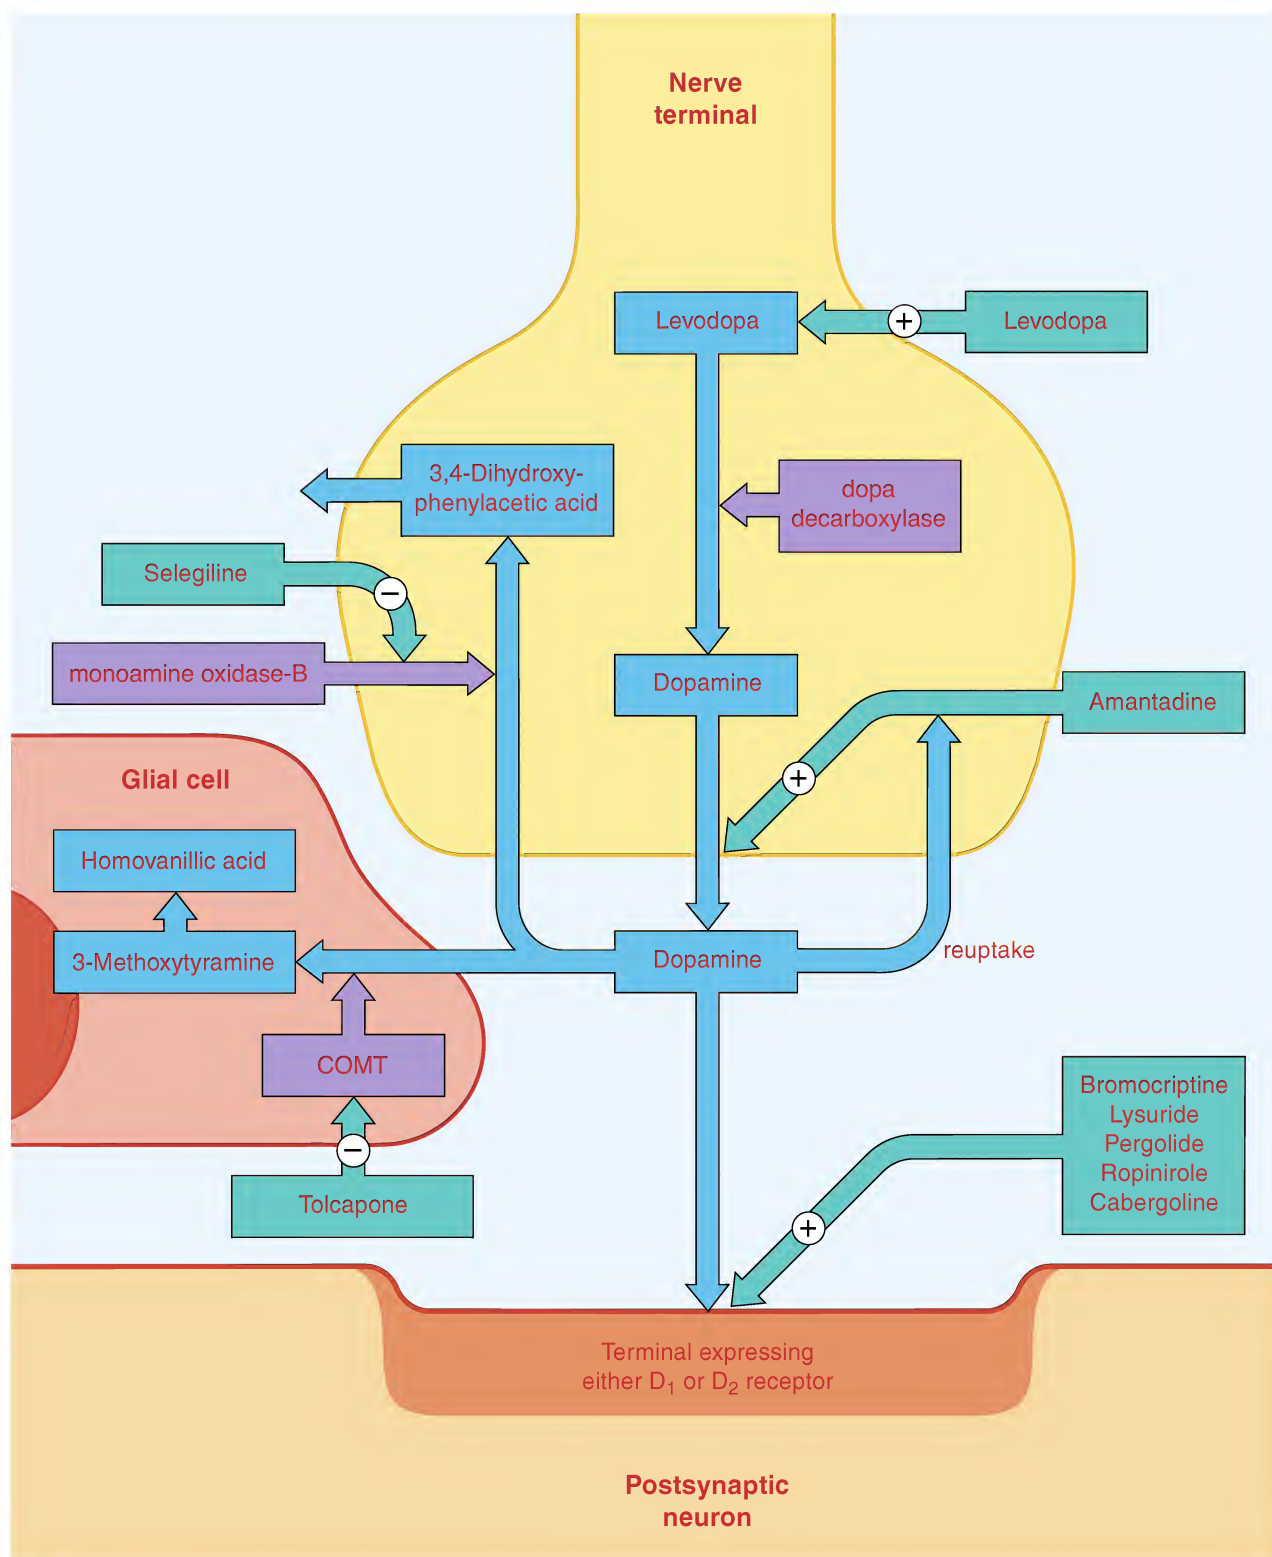 Nerve
terminal
Levodopa
+
Levodopa
3,4-Dihydroxy-
phenylacetic acid
dopa
decarboxylase
Selegiline
−
monoamine oxidase-B
Dopamine
Amantadine
+
Glial cell
Homovanillic acid
3-Methoxytyramine
Dopamine
reuptake
COMT
−
Tolcapone
Bromocriptine
Lysuride
Pergolide
Ropinirole
Cabergoline
+
Terminal expressing
either D₁ or D₂ receptor
Postsynaptic
neuron